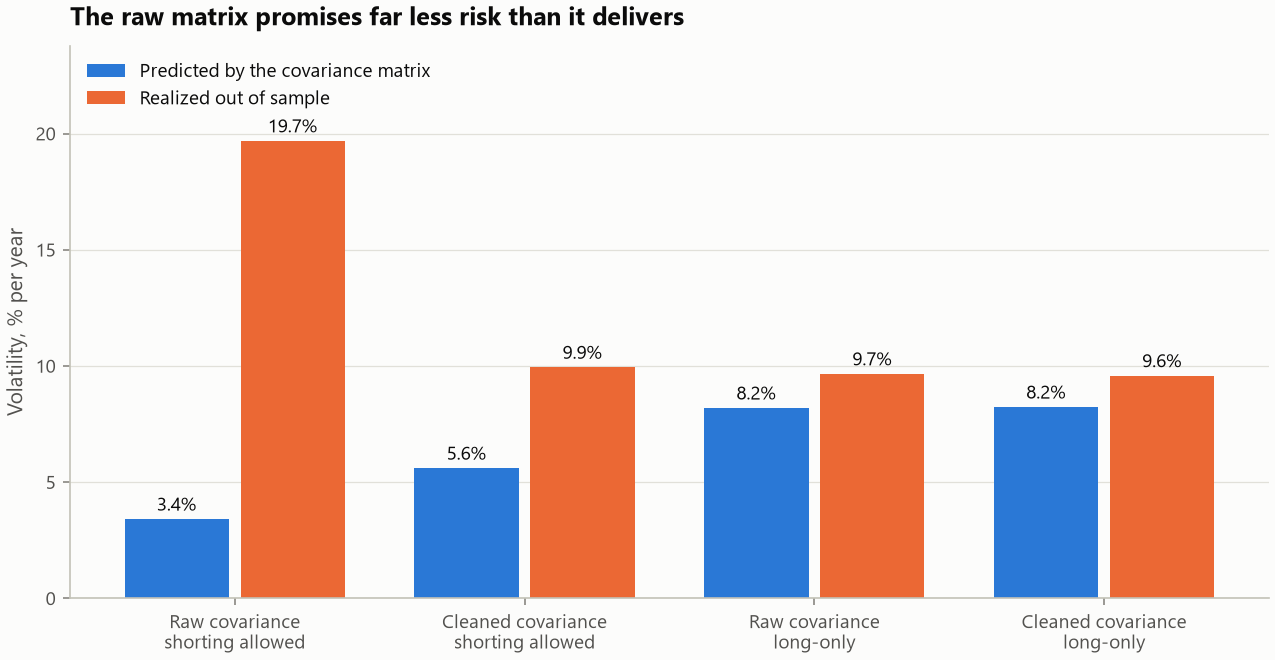 The raw matrix promises far less risk than it delivers
Predicted by the covariance matrix
Realized out of sample
Volatility, % per year
20
15
10
5
0
3.4%
19.7%
5.6%
9.9%
8.2%
9.7%
8.2%
9.6%
Raw covariance
shorting allowed
Cleaned covariance
shorting allowed
Raw covariance
long-only
Cleaned covariance
long-only